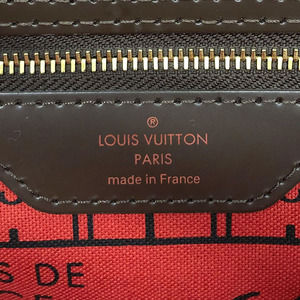 LOUIS VUITTON
PARIS
made in France
S DE